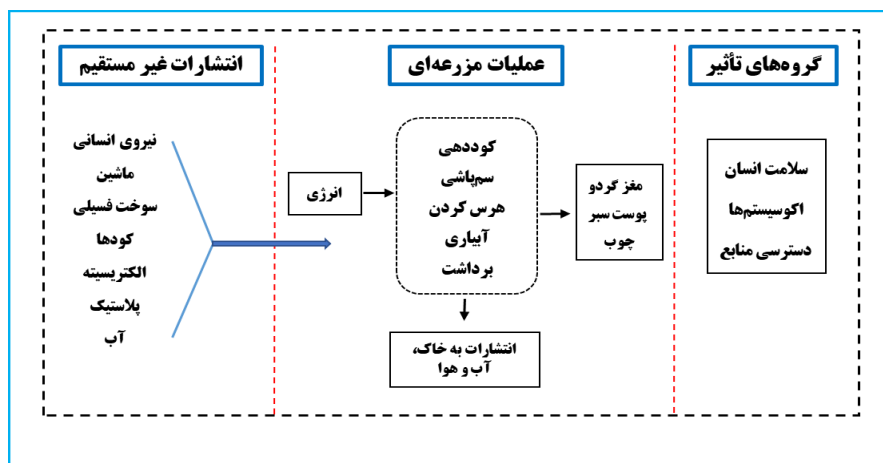 انتشارات غیر مستقیم
عملیات مزرعه‌ای
گروه‌های تأثیر
نیروی انسانی
ماشین
سوخت فسیلی
کودها
الکتریسیته
پلاستیک
آب
انرژی
کوددهی
سم‌پاشی
هرس کردن
آبیاری
برداشت
مغز گردو
پوست سبر
چوب
انتشارات به خاک،
آب و هوا
سلامت انسان
اکوسیستم‌ها
دسترسی منابع